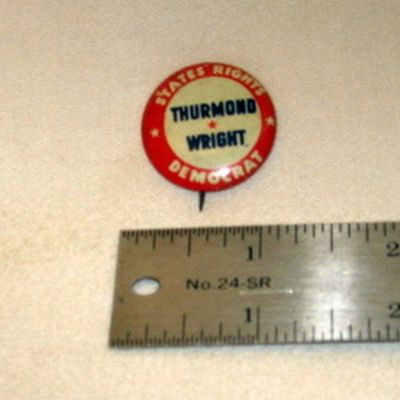 STATES' RIGHTS
THURMOND
WRIGHT
DEMOCRAT
1 2
No. 24-SR
1 2